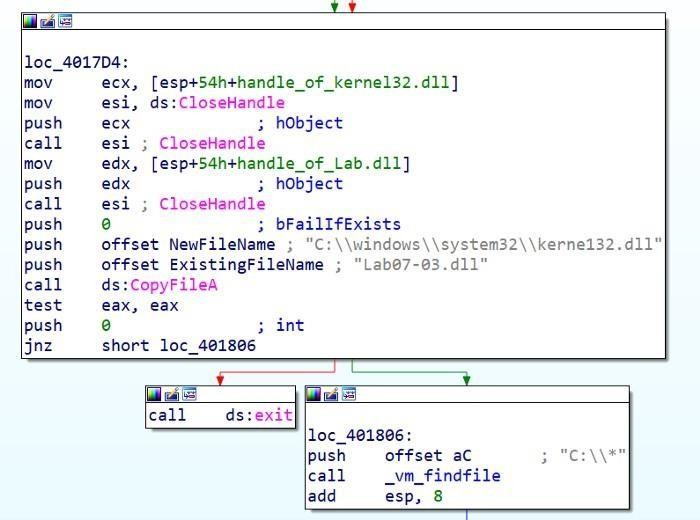 loc_4017D4:
mov ecx, [esp+54h+handle_of_kernel32.dll]
mov esi, ds:CloseHandle
push ecx ; hObject
call esi ; CloseHandle
mov edx, [esp+54h+handle_of_Lab.dll]
push edx ; hObject
call esi ; CloseHandle
push 0 ; bFailIfExists
push offset NewFileName ; "C:\\windows\\system32\\kerne132.dll"
push offset ExistingFileName ; "Lab07-03.dll"
call ds:CopyFileA
test eax, eax
push 0 ; int
jnz short loc_401806
call ds:exit
loc_401806:
push offset aC ; "C:\\*"
call _vm_findfile
add esp, 8